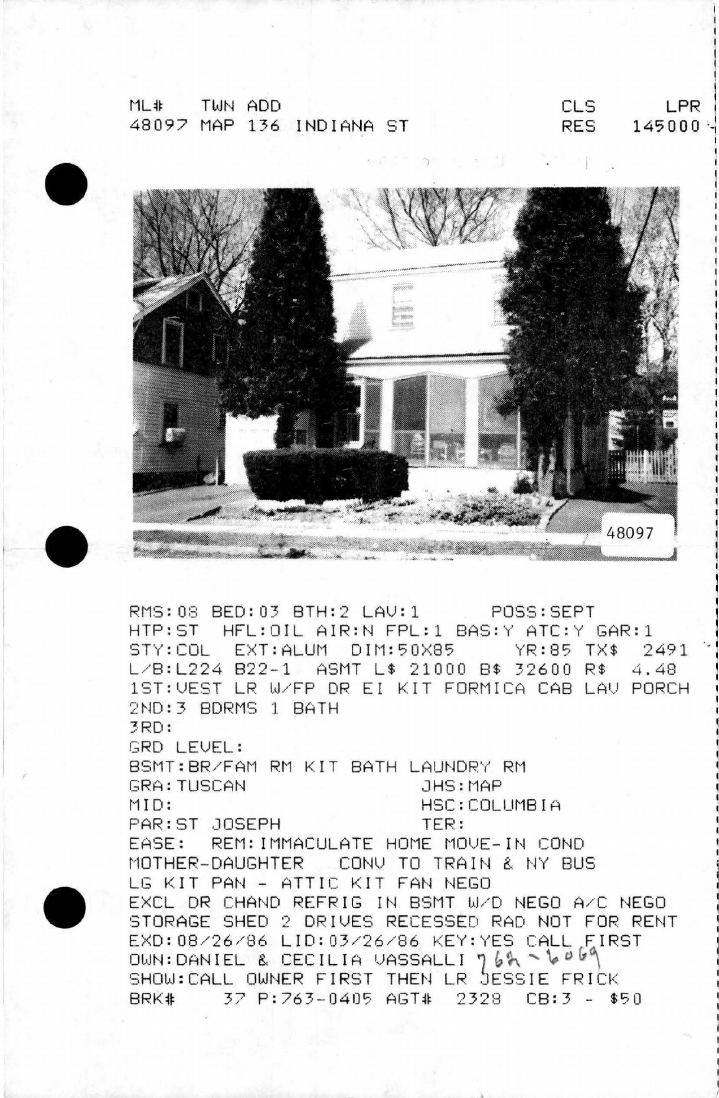 ML# TWN ADD CLS LPR
48097 MAP 136 INDIANA ST RES 145000
48097
RMS:08 BED:03 BTH:2 LAV:1 POSS:SEPT
HTP:ST HFL:OIL AIR:N FPL:1 BAS:Y ATC:Y GAR:1
STY:COL EXT:ALUM DIM:50X85 YR:85 TX$ 2491
L/B:L224 B22-1 ASMT L$ 21000 B$ 32600 R$ 4.48
1ST:VEST LR W/FP DR EI KIT FORMICA CAB LAV PORCH
2ND:3 BDRMS 1 BATH
3RD:
GRD LEVEL:
BSMT:BR/FAM RM KIT BATH LAUNDRY RM
GRA:TUSCAN JHS:MAP
MID: HSC:COLUMBIA
PAR:ST JOSEPH TER:
EASE: REM:IMMACULATE HOME MOVE-IN COND
MOTHER-DAUGHTER CONV TO TRAIN & NY BUS
LG KIT PAN - ATTIC KIT FAN NEGO
EXCL DR CHAND REFRIG IN BSMT W/D NEGO A/C NEGO
STORAGE SHED 2 DRIVES RECESSED RAD NOT FOR RENT
EXD:08/26/86 LID:03/26/86 KEY:YES CALL FIRST
OWN:DANIEL & CECILIA VASSALLI 762-6069
SHOW:CALL OWNER FIRST THEN LR JESSIE FRICK
BRK# 37 P:763-0405 AGT# 2328 CB:3 - $50